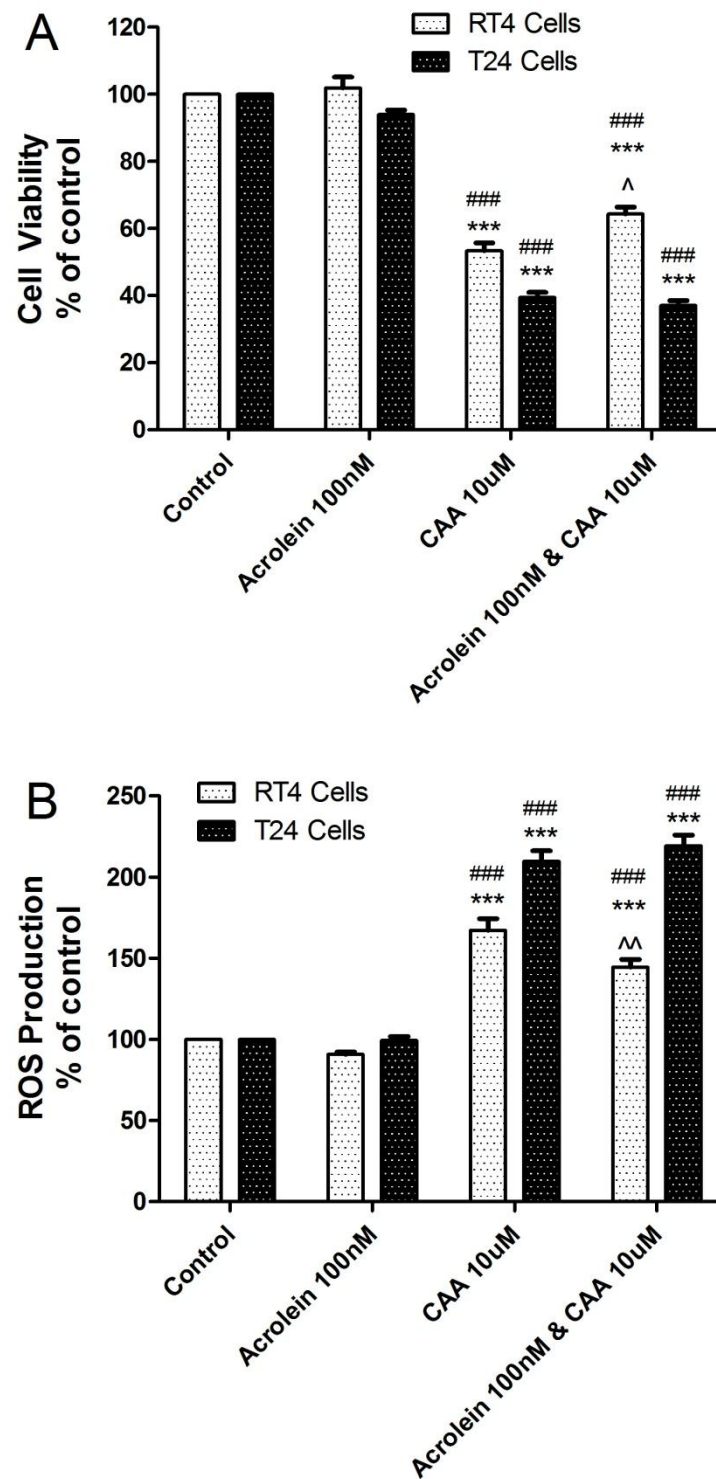 A
RT4 Cells
T24 Cells
Cell Viability
% of control
120
100
80
60
40
20
0
###
***
###
***
###
***
^
###
***
Control
Acrolein 100nM
CAA 10uM
Acrolein 100nM & CAA 10uM
B
RT4 Cells
T24 Cells
ROS Production
% of control
250
200
150
100
50
0
###
***
###
***
###
***
^^
###
***
Control
Acrolein 100nM
CAA 10uM
Acrolein 100nM & CAA 10uM